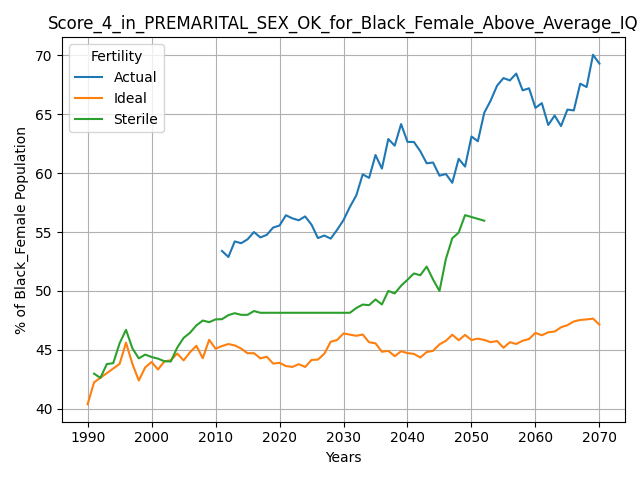 Score_4_in_PREMARITAL_SEX_OK_for_Black_Female_Above_Average_IQ
Fertility
Actual
Ideal
Sterile
% of Black_Female Population
70
65
60
55
50
45
40
1990
2000
2010
2020
2030
2040
2050
2060
2070
Years